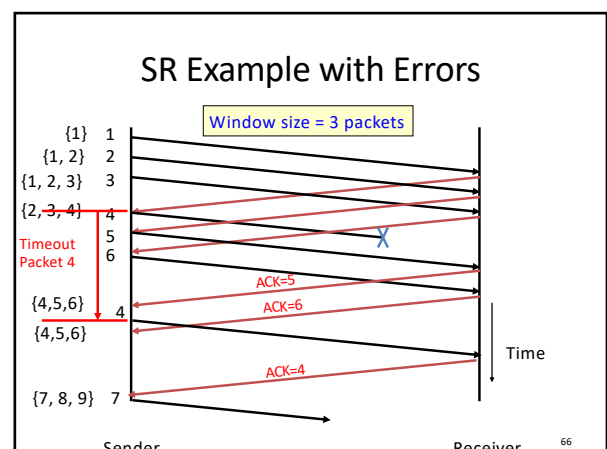 SR Example with Errors
Window size = 3 packets
{1} 1
{1, 2} 2
{1, 2, 3} 3
{2, 3, 4} 4
Timeout
Packet 4
5
6
ACK=5
{4,5,6} 4
ACK=6
{4,5,6}
Time
ACK=4
{7, 8, 9} 7
Sender
Receiver
66